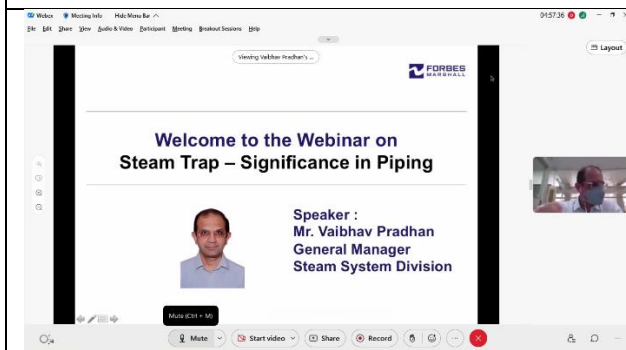 Webex Meeting Info Hide Menu Bar
04:57:36
File Edit Share View Audio & Video Participant Meeting Breakout Sessions Help
Viewing Vaibhav Pradhan's ...
Layout
FORBES
MARSHALL
Welcome to the Webinar on
Steam Trap – Significance in Piping
Speaker :
Mr. Vaibhav Pradhan
General Manager
Steam System Division
Mute (Ctrl + M)
Mute Start video Share Record